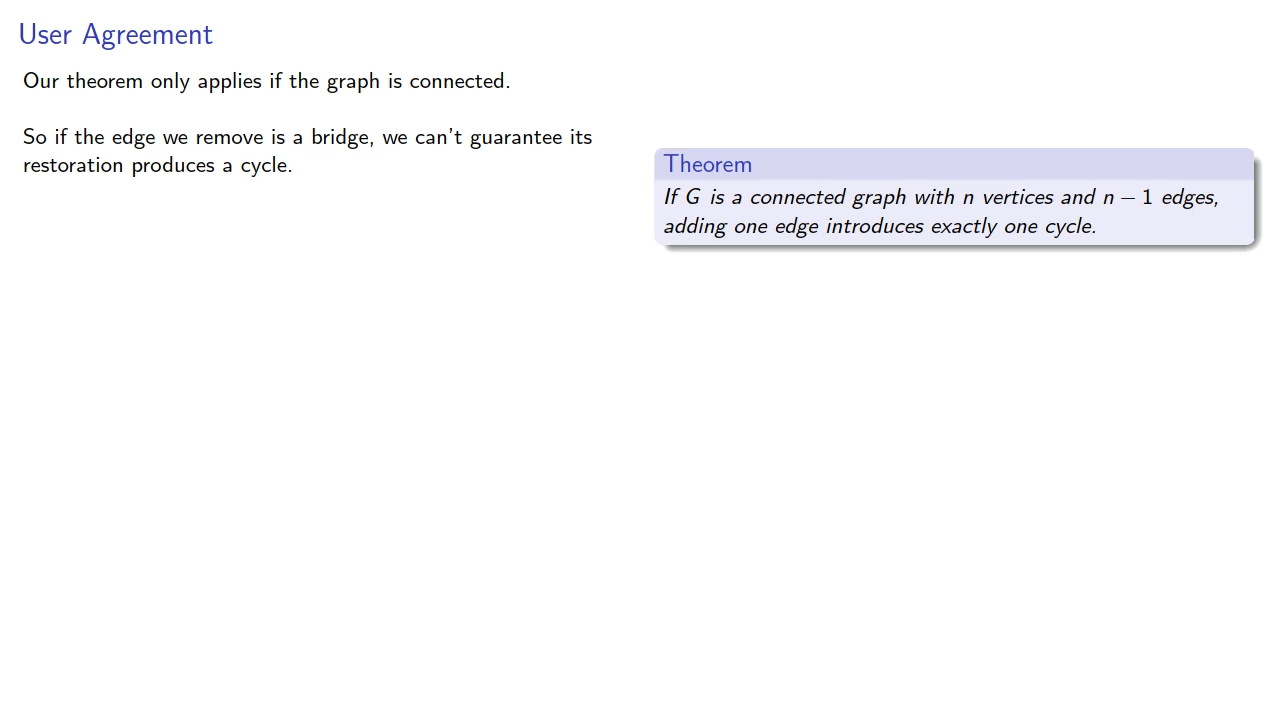 User Agreement
Our theorem only applies if the graph is connected.
So if the edge we remove is a bridge, we can't guarantee its
restoration produces a cycle.
Theorem
If G is a connected graph with n vertices and n − 1 edges,
adding one edge introduces exactly one cycle.